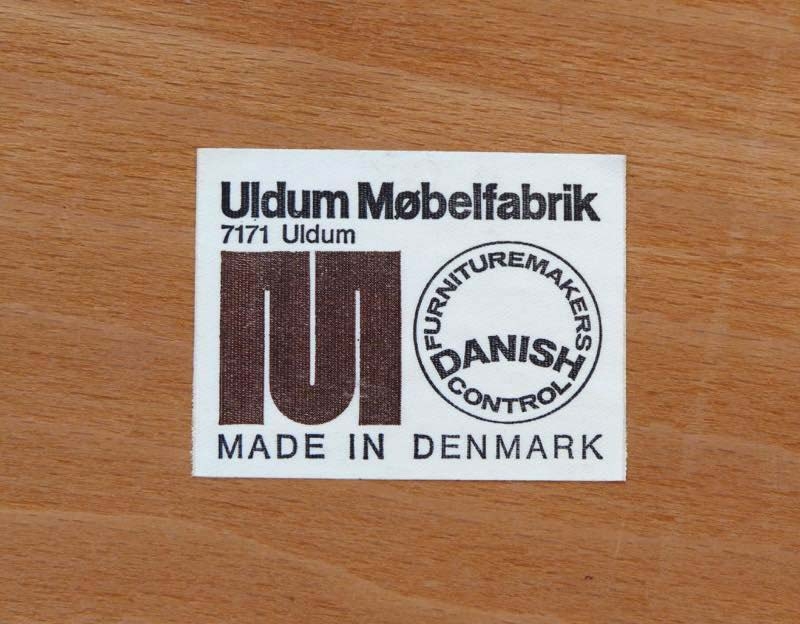 Uldum Møbelfabrik
7171 Uldum
FURNITUREMAKERS
DANISH
CONTROL
MADE IN DENMARK